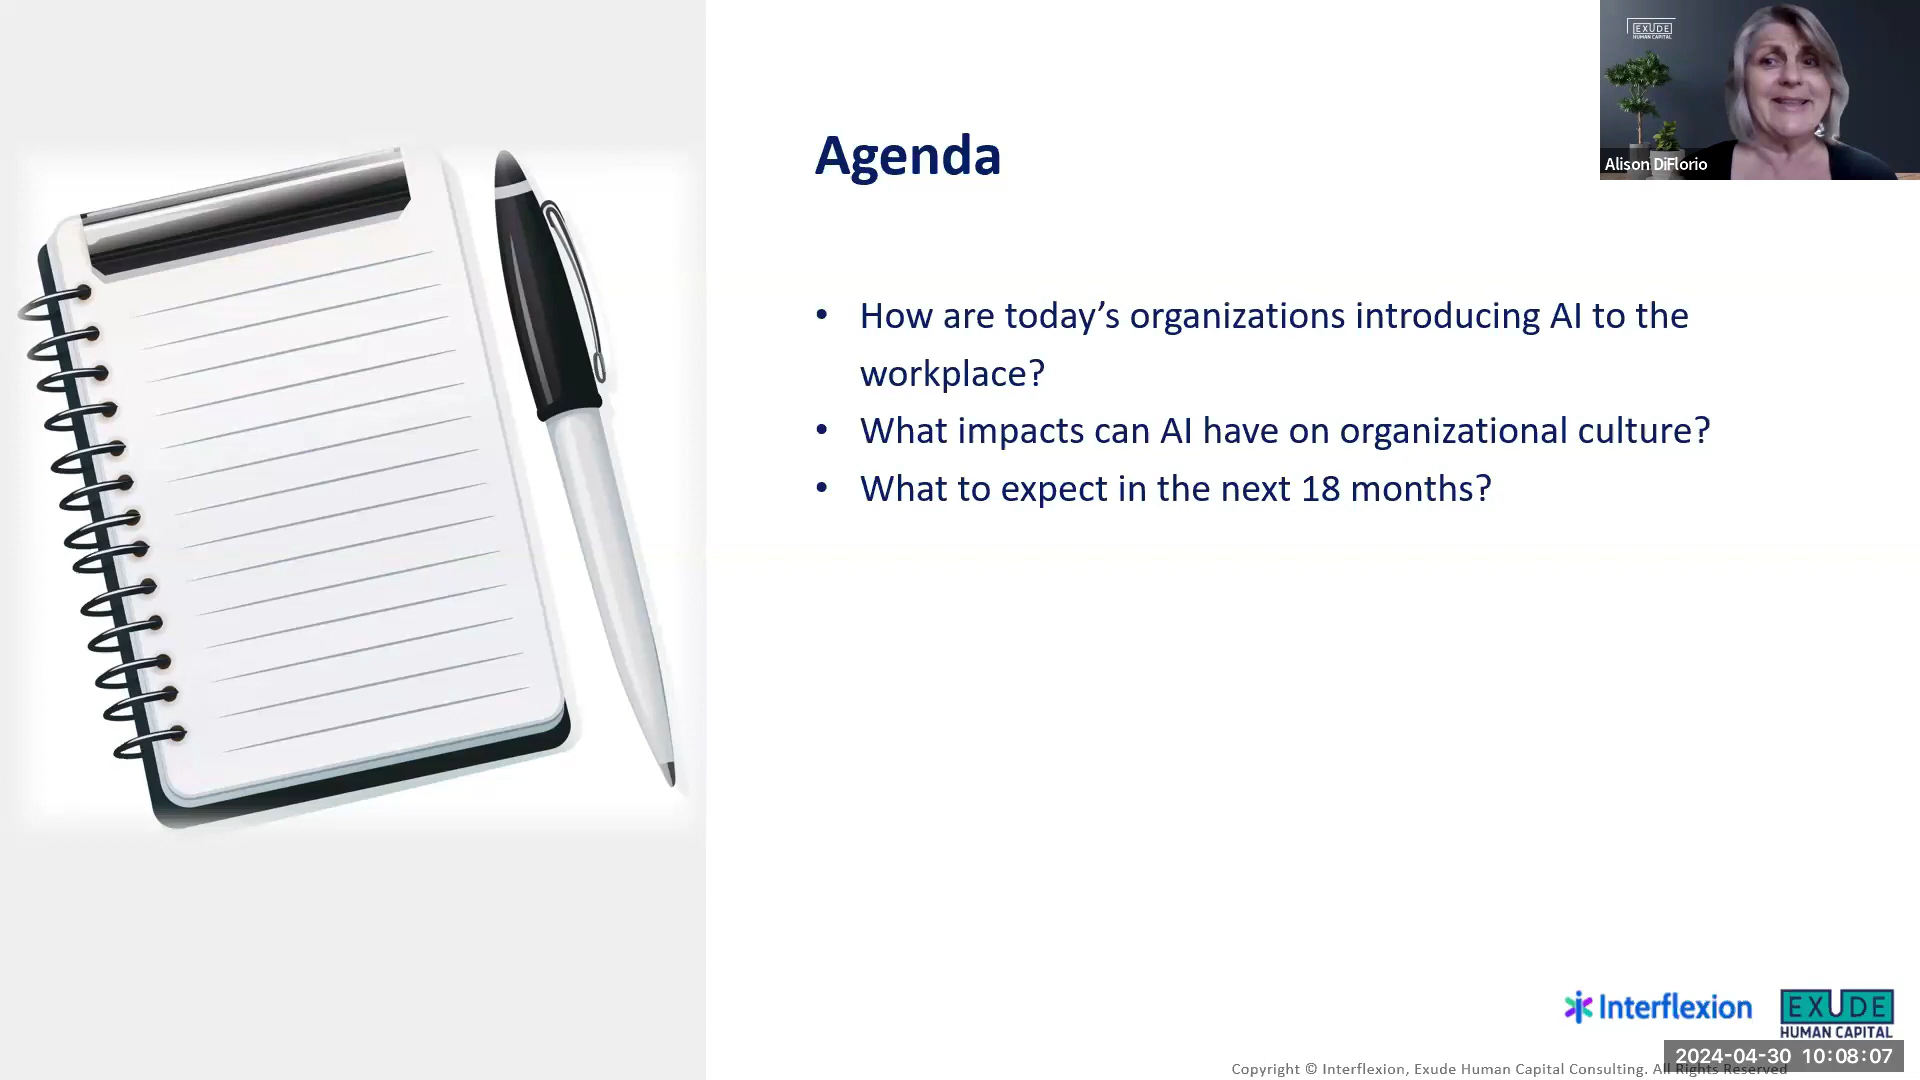 EXUDE
HUMAN CAPITAL
Alison DiFlorio
Agenda
• How are today’s organizations introducing AI to the
workplace?
• What impacts can AI have on organizational culture?
• What to expect in the next 18 months?
Interflexion
EXUDE
HUMAN CAPITAL
2024-04-30 10:08:07
Copyright © Interflexion, Exude Human Capital Consulting. All Rights Reserved